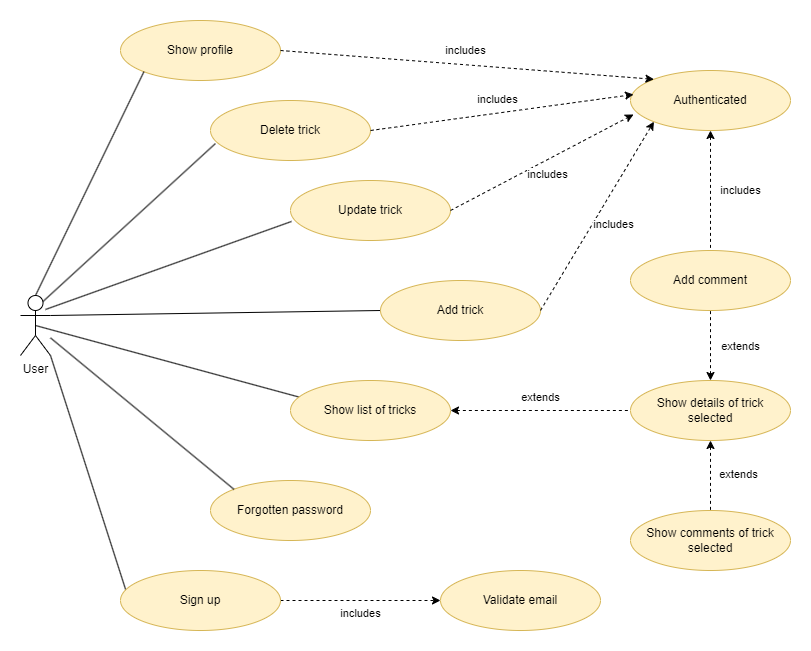 Show profile
includes
Authenticated
includes
Delete trick
includes
includes
Update trick
includes
Add comment
Add trick
User
extends
Show list of tricks
extends
Show details of trick
selected
extends
Forgotten password
Show comments of trick
selected
Sign up
includes
Validate email